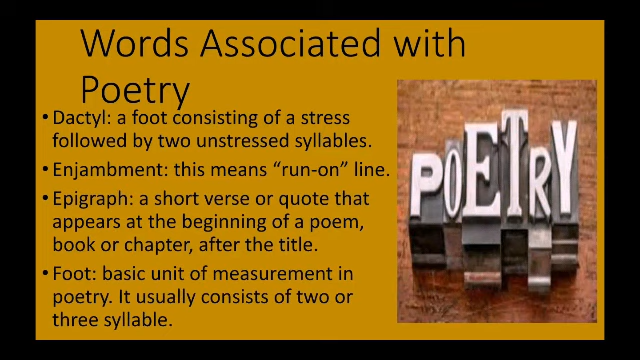 Words Associated with
Poetry
• Dactyl: a foot consisting of a stress
followed by two unstressed syllables.
• Enjambment: this means “run-on” line.
• Epigraph: a short verse or quote that
appears at the beginning of a poem,
book or chapter, after the title.
• Foot: basic unit of measurement in
poetry. It usually consists of two or
three syllable.
POETRY